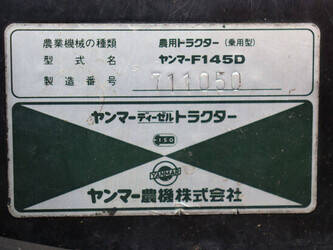 農業機械の種類 農用トラクター(乗用型)
型式名 ヤンマーF145D
製造番号 711050
ヤンマーディーゼルトラクター
ISO
YANMAR
ヤンマー農機株式会社